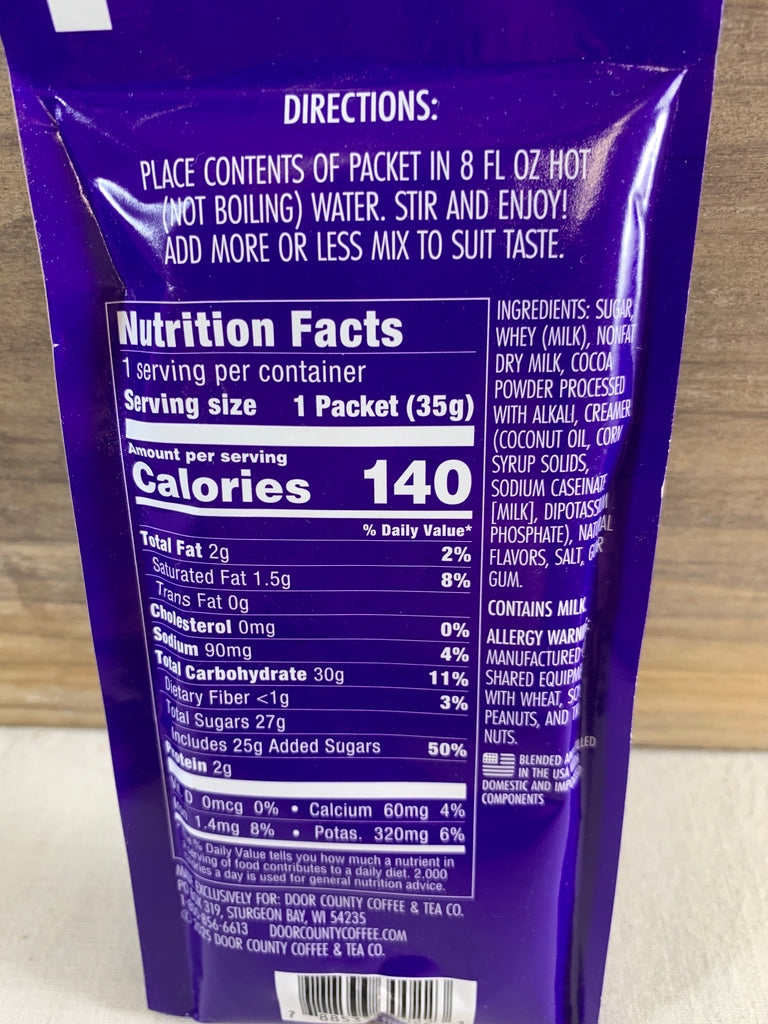 DIRECTIONS:
PLACE CONTENTS OF PACKET IN 8 FL OZ HOT
(NOT BOILING) WATER. STIR AND ENJOY!
ADD MORE OR LESS MIX TO SUIT TASTE.
Nutrition Facts
1 serving per container
Serving size 1 Packet (35g)
Amount per serving
Calories 140
% Daily Value*
Total Fat 2g 2%
Saturated Fat 1.5g 8%
Trans Fat 0g
Cholesterol 0mg 0%
Sodium 90mg 4%
Total Carbohydrate 30g 11%
Dietary Fiber <1g 3%
Total Sugars 27g
Includes 25g Added Sugars 50%
Protein 2g
D 0mcg 0% • Calcium 60mg 4%
1.4mg 8% • Potas. 320mg 6%
% Daily Value tells you how much a nutrient in
serving of food contributes to a daily diet. 2,000
a day is used for general nutrition advice.
INGREDIENTS: SUGAR,
WHEY (MILK), NONFAT
DRY MILK, COCOA
POWDER PROCESSED
WITH ALKALI, CREAMER
(COCONUT OIL, CORN
SYRUP SOLIDS,
SODIUM CASEINATE
[MILK], DIPOTASSIUM
PHOSPHATE), NATURAL
FLAVORS, SALT,
GUM.
CONTAINS MILK.
ALLERGY
MANUFACTURED
SHARED
WITH WHEAT,
PEANUTS, AND
NUTS.
BLENDED
IN THE USA
DOMESTIC AND
COMPONENTS
EXCLUSIVELY FOR: DOOR COUNTY COFFEE & TEA CO.
319, STURGEON BAY, WI 54235
856-6613 DOORCOUNTYCOFFEE.COM
DOOR COUNTY COFFEE & TEA CO.
7